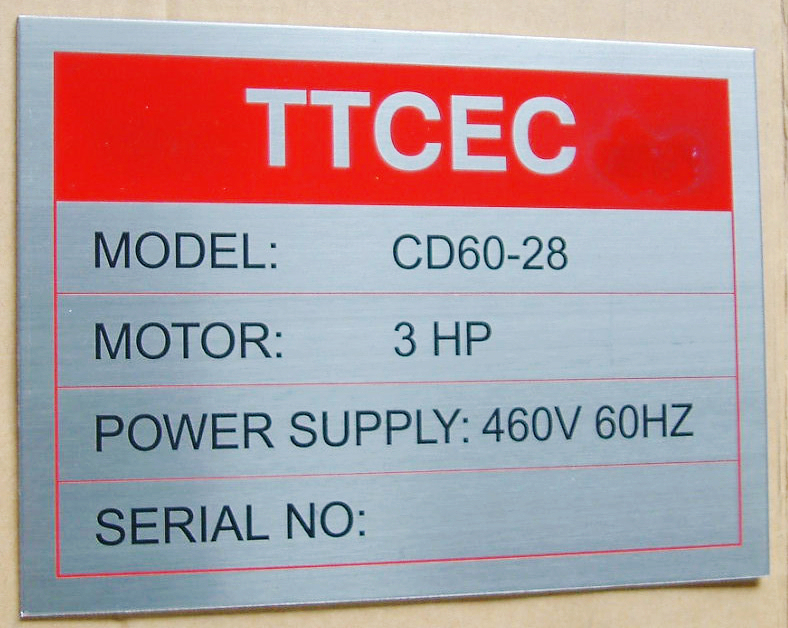 TTCEC
MODEL: CD60-28
MOTOR: 3 HP
POWER SUPPLY: 460V 60HZ
SERIAL NO: